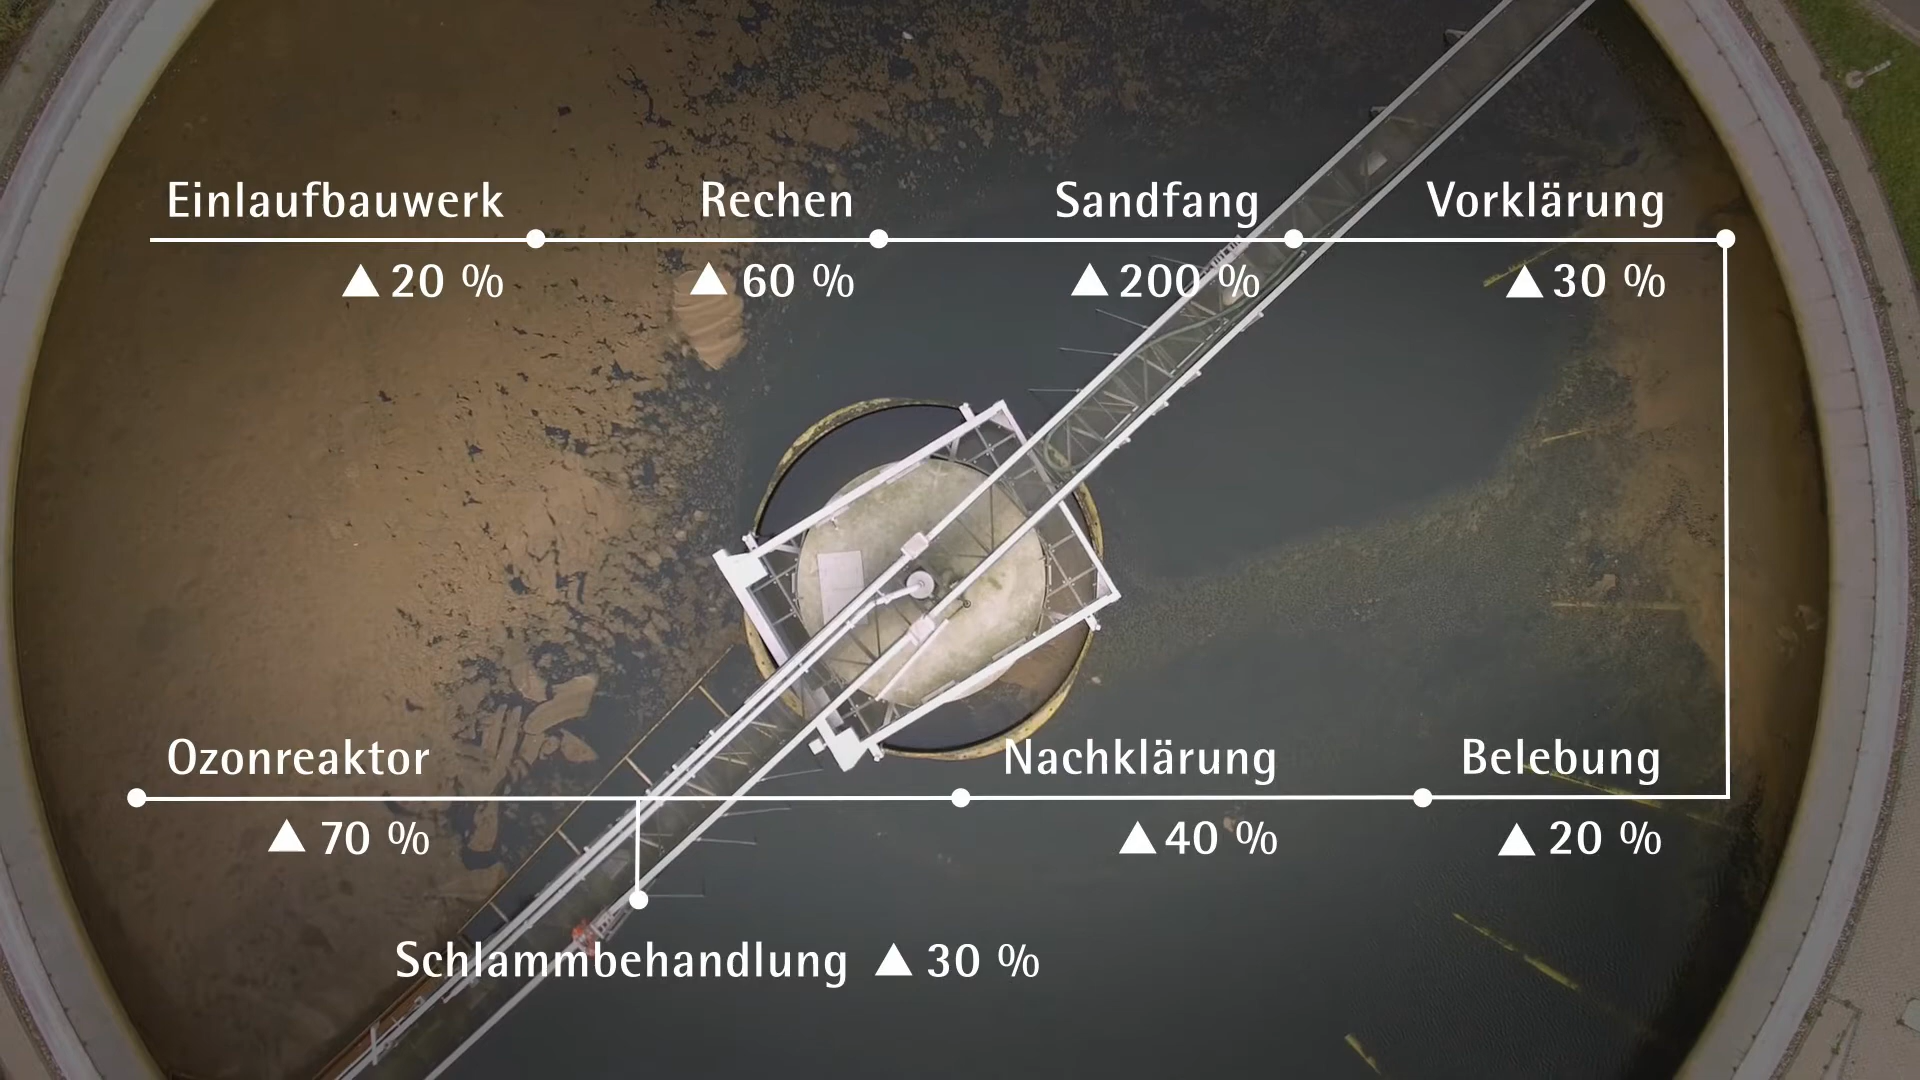 Einlaufbauwerk
▲ 20 %
Rechen
▲ 60 %
Sandfang
▲ 200 %
Vorklärung
▲ 30 %
Ozonreaktor
▲ 70 %
Nachklärung
▲ 40 %
Belebung
▲ 20 %
Schlammbehandlung ▲ 30 %